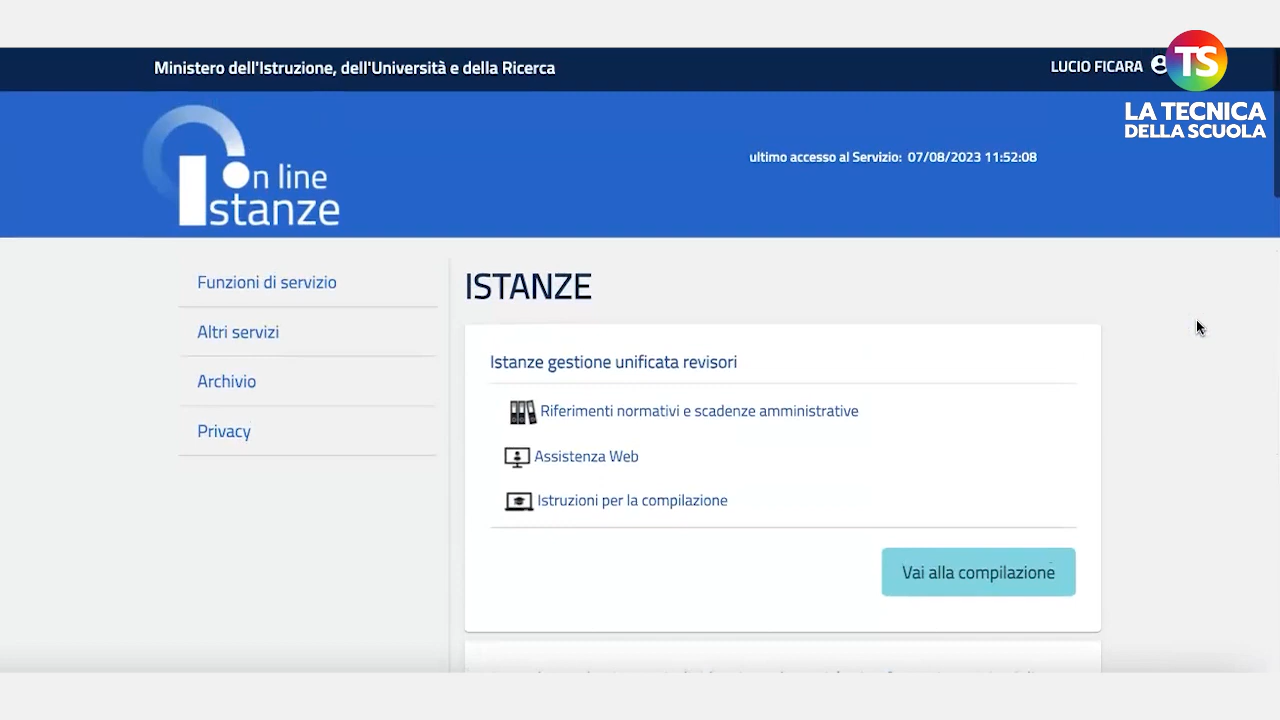 Ministero dell'Istruzione, dell'Università e della Ricerca
LUCIO FICARA
TS
LA TECNICA
DELLA SCUOLA
ultimo accesso al Servizio: 07/08/2023 11:52:08
On line
Istanze
Funzioni di servizio
Altri servizi
Archivio
Privacy
ISTANZE
Istanze gestione unificata revisori
Riferimenti normativi e scadenze amministrative
Assistenza Web
Istruzioni per la compilazione
Vai alla compilazione